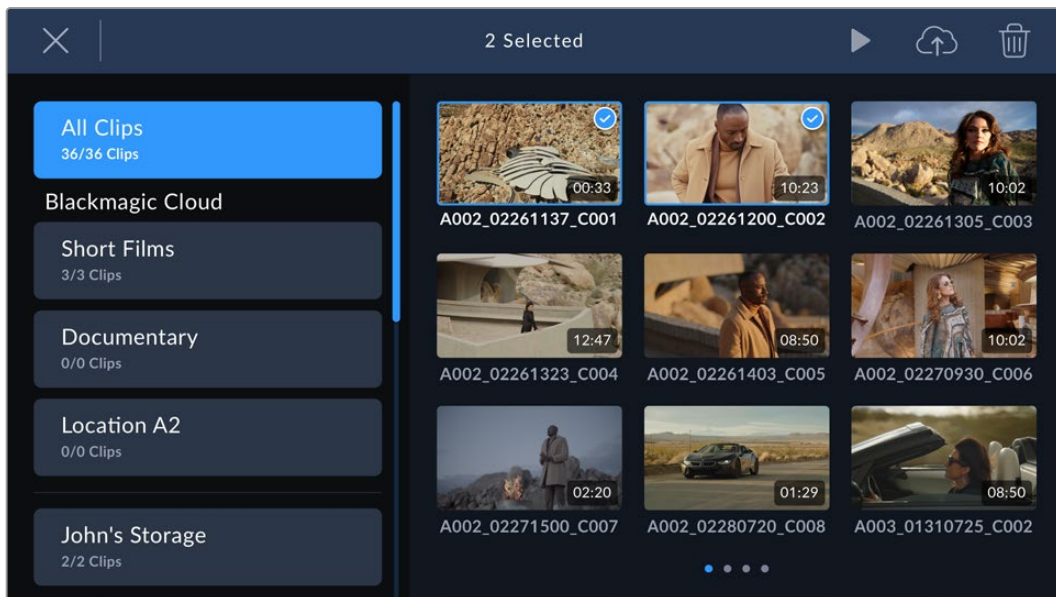 2 Selected
All Clips
36/36 Clips
Blackmagic Cloud
Short Films
3/3 Clips
Documentary
0/0 Clips
Location A2
0/0 Clips
John's Storage
2/2 Clips
00:33
10:23
10:02
A002_02261137_C001
A002_02261200_C002
A002_02261305_C003
12:47
08:50
10:02
A002_02261323_C004
A002_02261403_C005
A002_02270930_C006
02:20
01:29
08:50
A002_02271500_C007
A002_02280720_C008
A003_01310725_C002